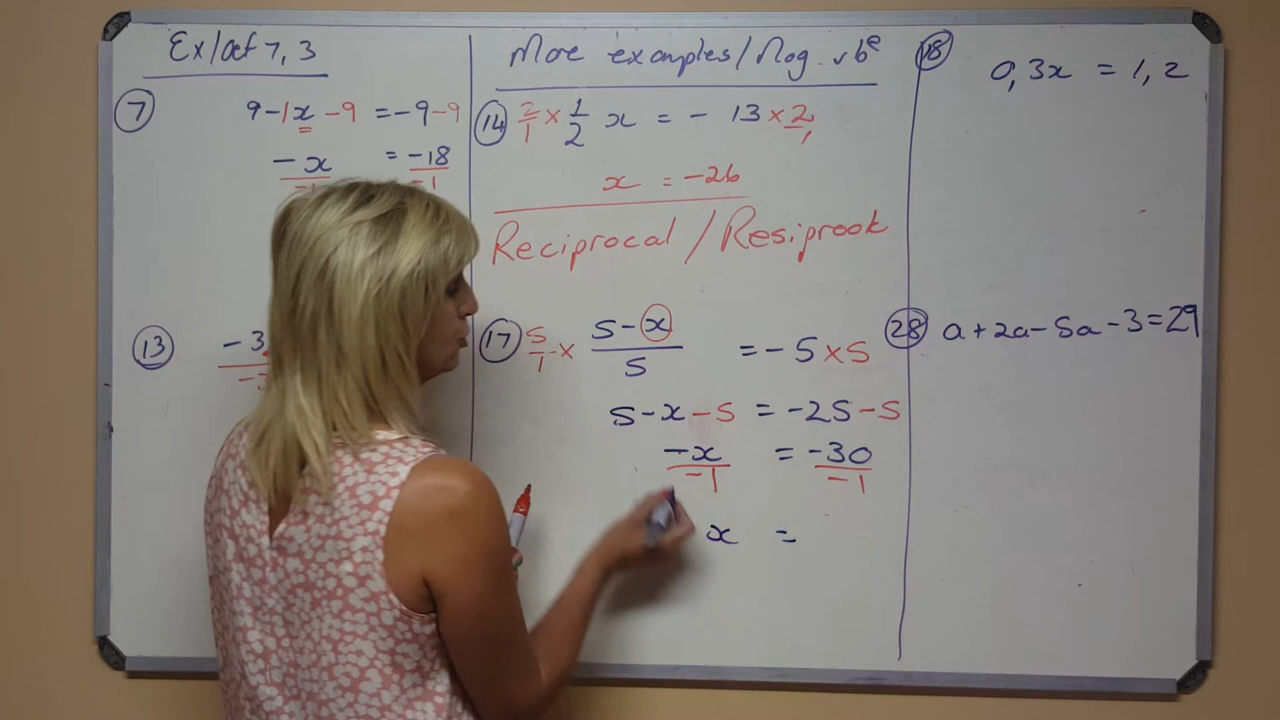 Ex/oef 7,3
7 9-1x-9 =-9-9
-x/-1 =-18/-1
13 -3
More examples/Nog vbe
14 2/1 × 1/2 x = -13 × 2
x = -26
Reciprocal / Resiprook
17 5/1 × 5-x/5 =-5×5
5-x-5 = -25-5
-x/-1 = -30/-1
x =
18 0,3x = 1,2
28 a+2a-5a-3=29